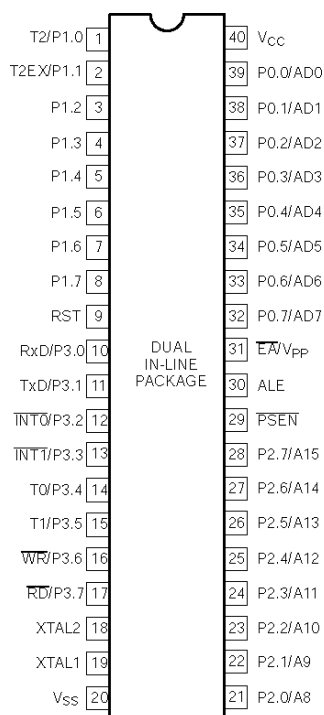 T2/P1.0 1
T2EX/P1.1 2
P1.2 3
P1.3 4
P1.4 5
P1.5 6
P1.6 7
P1.7 8
RST 9
RxD/P3.0 10
TxD/P3.1 11
INT0/P3.2 12
INT1/P3.3 13
T0/P3.4 14
T1/P3.5 15
WR/P3.6 16
RD/P3.7 17
XTAL2 18
XTAL1 19
VSS 20
DUAL
IN-LINE
PACKAGE
40 VCC
39 P0.0/AD0
38 P0.1/AD1
37 P0.2/AD2
36 P0.3/AD3
35 P0.4/AD4
34 P0.5/AD5
33 P0.6/AD6
32 P0.7/AD7
31 EA/VPP
30 ALE
29 PSEN
28 P2.7/A15
27 P2.6/A14
26 P2.5/A13
25 P2.4/A12
24 P2.3/A11
23 P2.2/A10
22 P2.1/A9
21 P2.0/A8